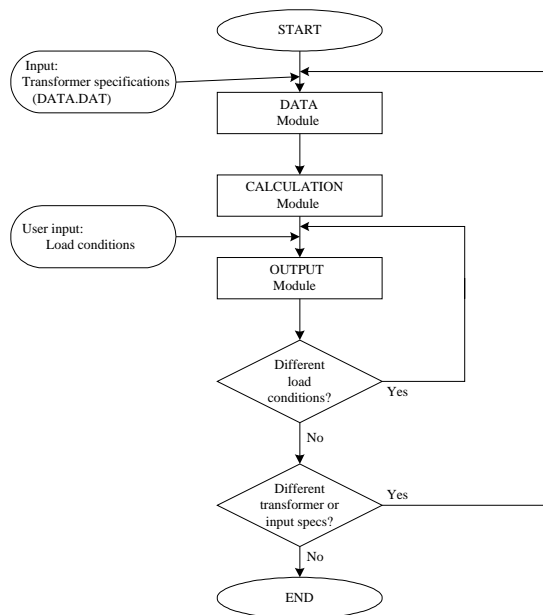 START
Input:
Transformer specifications
(DATA.DAT)
DATA
Module
CALCULATION
Module
User input:
Load conditions
OUTPUT
Module
Different
load
conditions?
Yes
No
Different
transformer or
input specs?
Yes
No
END